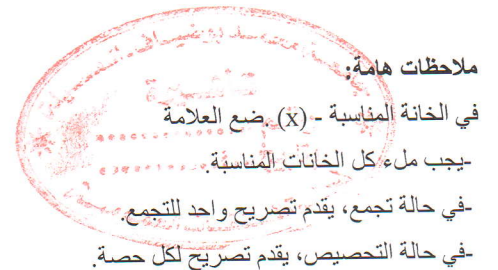 ملاحظات هامة:
في الخانة المناسبة - (x) .ضع العلامة
-يجب ملء كل الخانات المناسبة.
-في حالة تجمع، يقدم تصريح واحد للتجمع.
-في حالة التحصيص، يقدم تصريح لكل حصة.